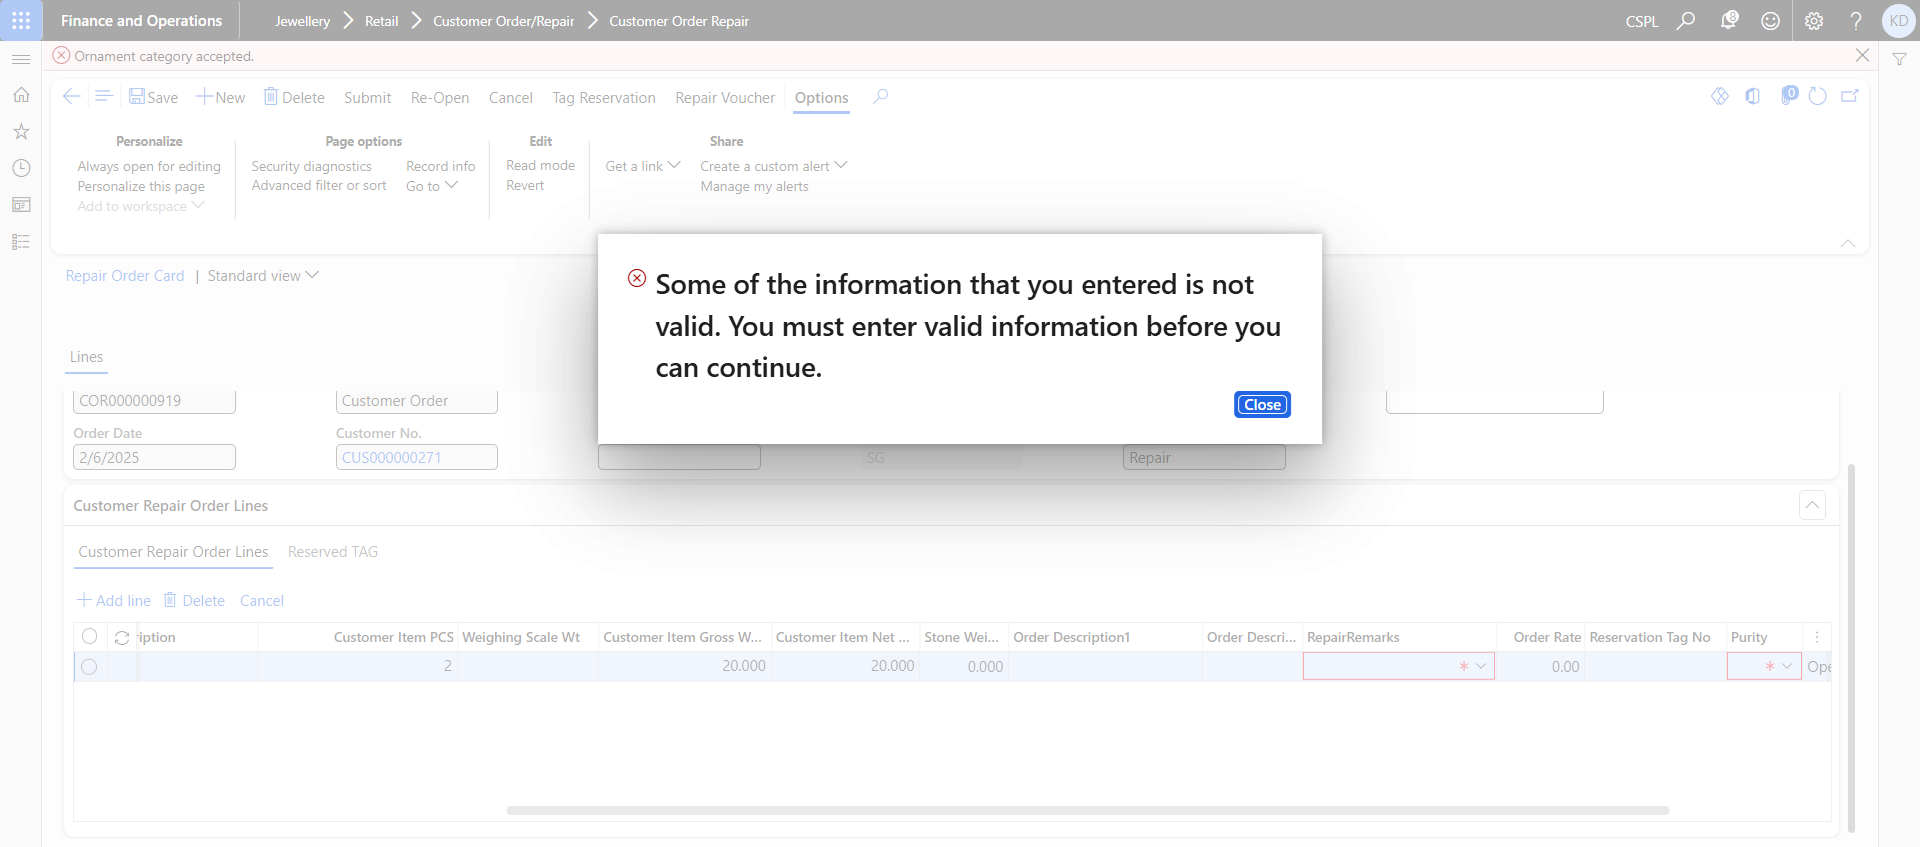 Finance and Operations
Jewellery Retail Customer Order/Repair Customer Order Repair
CSPL 8 ? KD
Ornament category accepted.
Save New Delete Submit Re-Open Cancel Tag Reservation Repair Voucher Options 0
Personalize Page options Edit Share
Always open for editing Security diagnostics Record info Read mode Get a link Create a custom alert
Personalize this page Advanced filter or sort Go to Revert Manage my alerts
Add to workspace
Repair Order Card | Standard view
Some of the information that you entered is not
valid. You must enter valid information before you
can continue.
Close
Lines
COR000000919 Customer Order
Order Date Customer No.
2/6/2025 CUS000000271 SG Repair
Customer Repair Order Lines
Customer Repair Order Lines Reserved TAG
Add line Delete Cancel
ription Customer Item PCS Weighing Scale Wt Customer Item Gross W... Customer Item Net ... Stone Wei... Order Description1 Order Descri... RepairRemarks Order Rate Reservation Tag No Purity
2 20.000 20.000 0.000 * 0.00 * Ope